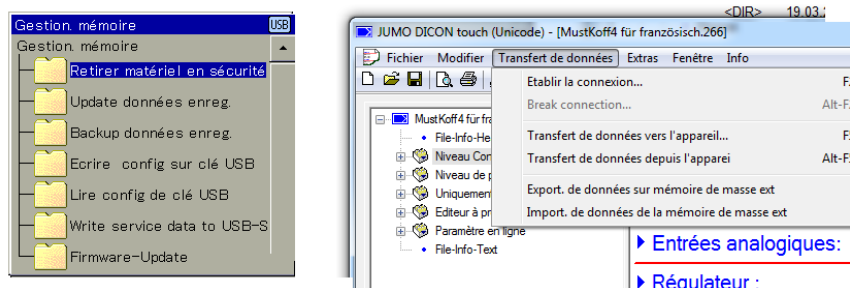 Gestion. mémoire USB
Gestion. mémoire
Retirer matériel en sécurité
Update données enreg.
Backup données enreg.
Ecrire config sur clé USB
Lire config de clé USB
Write service data to USB-S
Firmware-Update
<DIR> 19.03.
JUMO DICON touch (Unicode) - [MustKoff4 für französisch.266]
Fichier Modifier Transfert de données Extras Fenêtre Info
Etablir la connexion... F
Break connection... Alt-F
Transfert de données vers l'appareil... F
Transfert de données depuis l'apparei Alt-F
Export. de données sur mémoire de masse ext
Import. de données de la mémoire de masse ext
MustKoff4 für fra
File-Info-He
Niveau Con
Niveau de p
Uniquement
Editeur à pr
Paramètre en ligne
File-Info-Text
Entrées analogiques:
Régulateur :